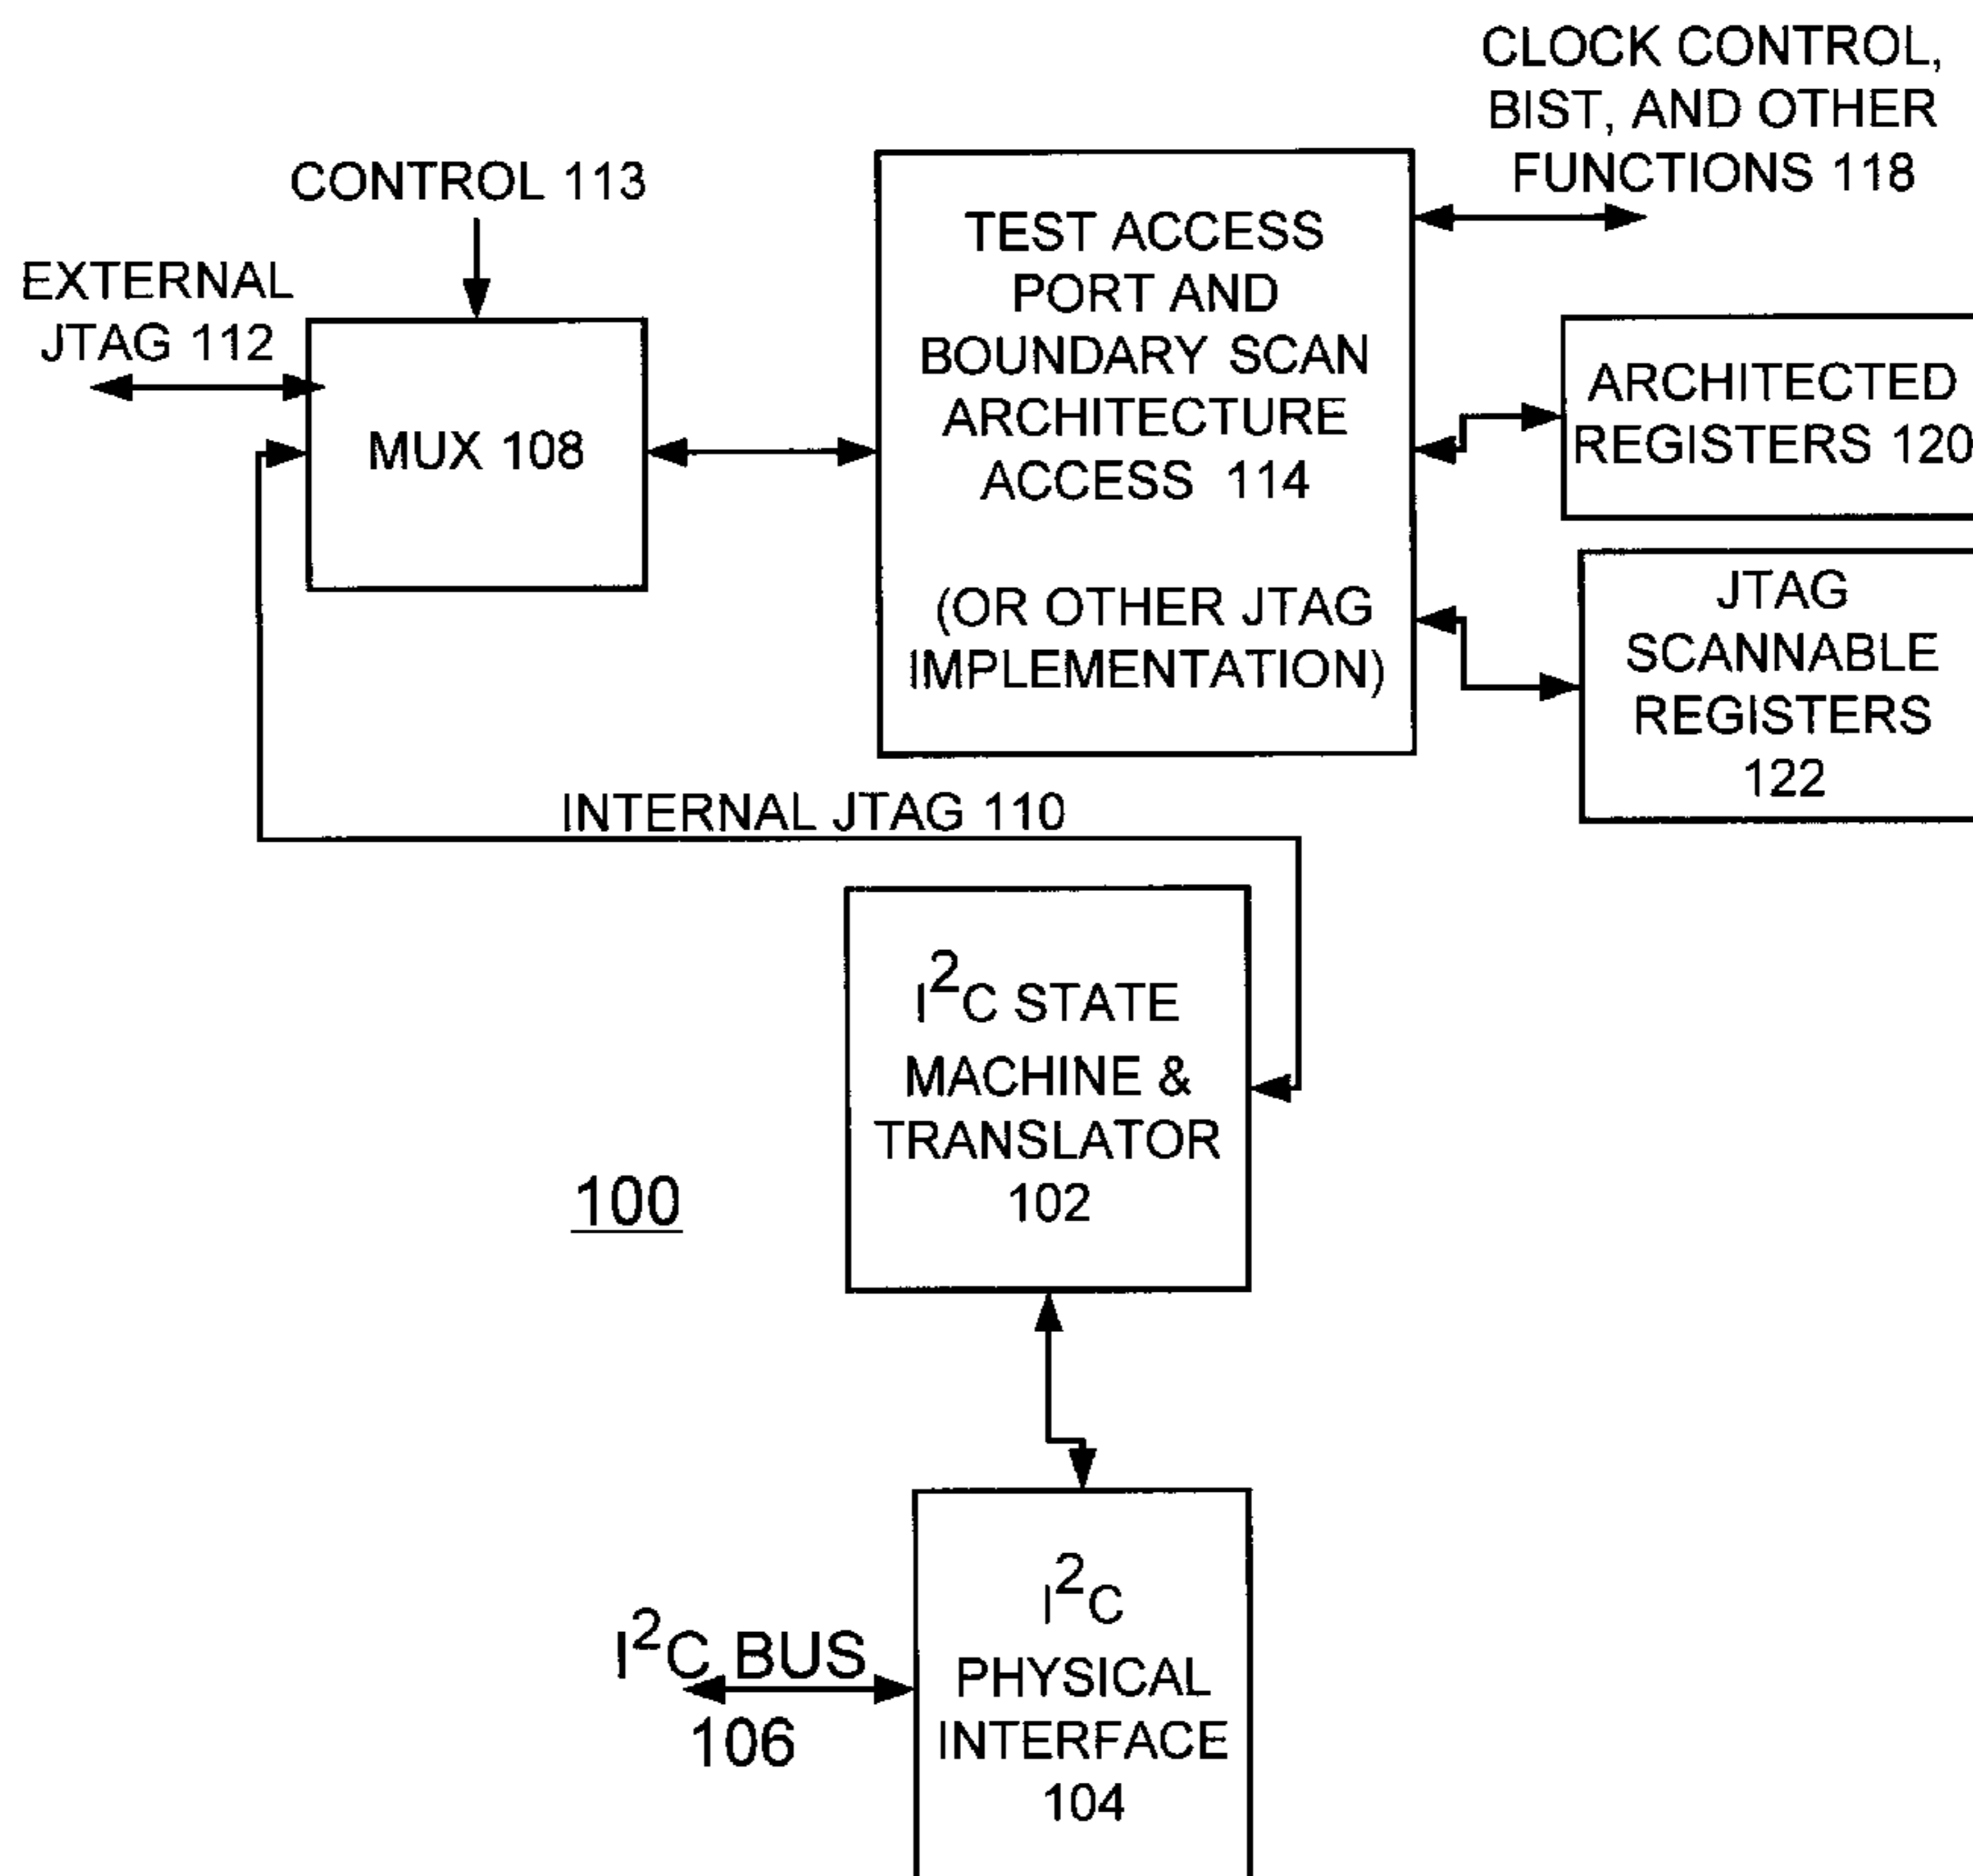 CLOCK CONTROL,
BIST, AND OTHER
FUNCTIONS 118
CONTROL 113
EXTERNAL
JTAG 112
MUX 108
TEST ACCESS
PORT AND
BOUNDARY SCAN
ARCHITECTURE
ACCESS 114
(OR OTHER JTAG
IMPLEMENTATION)
ARCHITECTED
REGISTERS 120
JTAG
SCANNABLE
REGISTERS
122
INTERNAL JTAG 110
I²C STATE
MACHINE &
TRANSLATOR
102
100
I²C BUS
106
I²C
PHYSICAL
INTERFACE
104